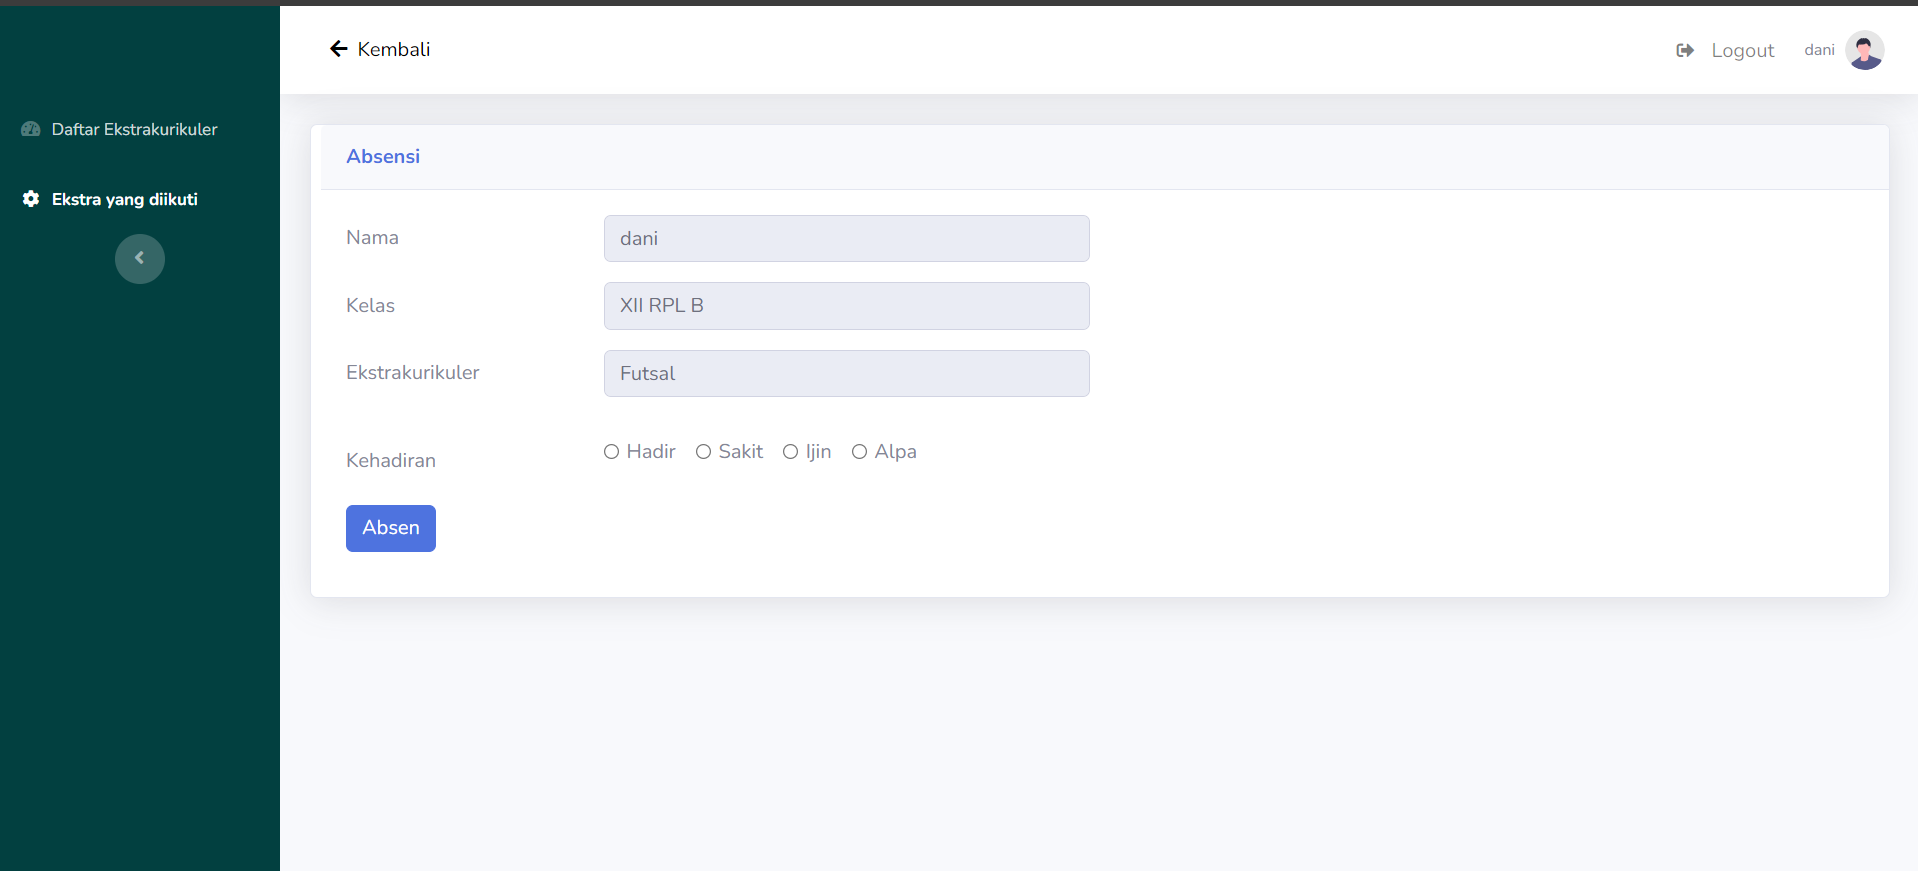 Kembali
Logout dani
Daftar Ekstrakurikuler
Ekstra yang diikuti
Absensi
Nama dani
Kelas XII RPL B
Ekstrakurikuler Futsal
Kehadiran Hadir Sakit Ijin Alpa
Absen